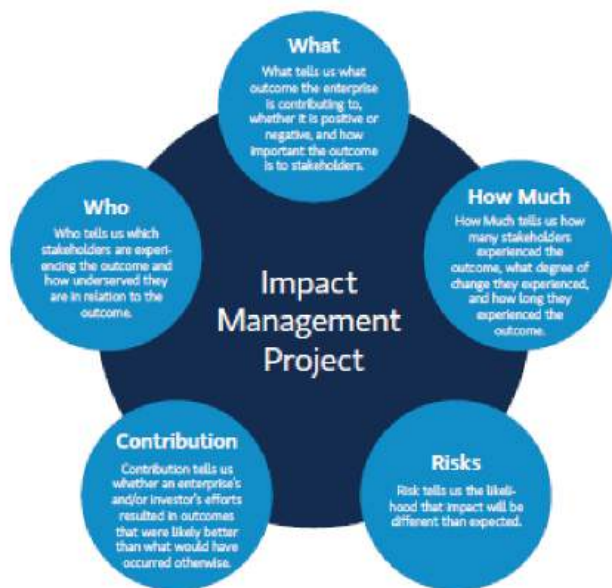 What
What tells us what
outcome the enterprise
is contributing to,
whether it is positive or
negative, and how
important the outcome
is to stakeholders.
Who
Who tells us which
stakeholders are experi-
encing the outcome and
how underserved they
are in relation to the
outcome.
How Much
How Much tells us how
many stakeholders
experienced the
outcome, what degree of
change they experienced,
and how long they
experienced the
outcome.
Impact
Management
Project
Contribution
Contribution tells us
whether an enterprise's
and/or investor's efforts
resulted in outcomes
that were likely better
than what would have
occurred otherwise.
Risks
Risk tells us the likeli-
hood that impact will be
different than expected.